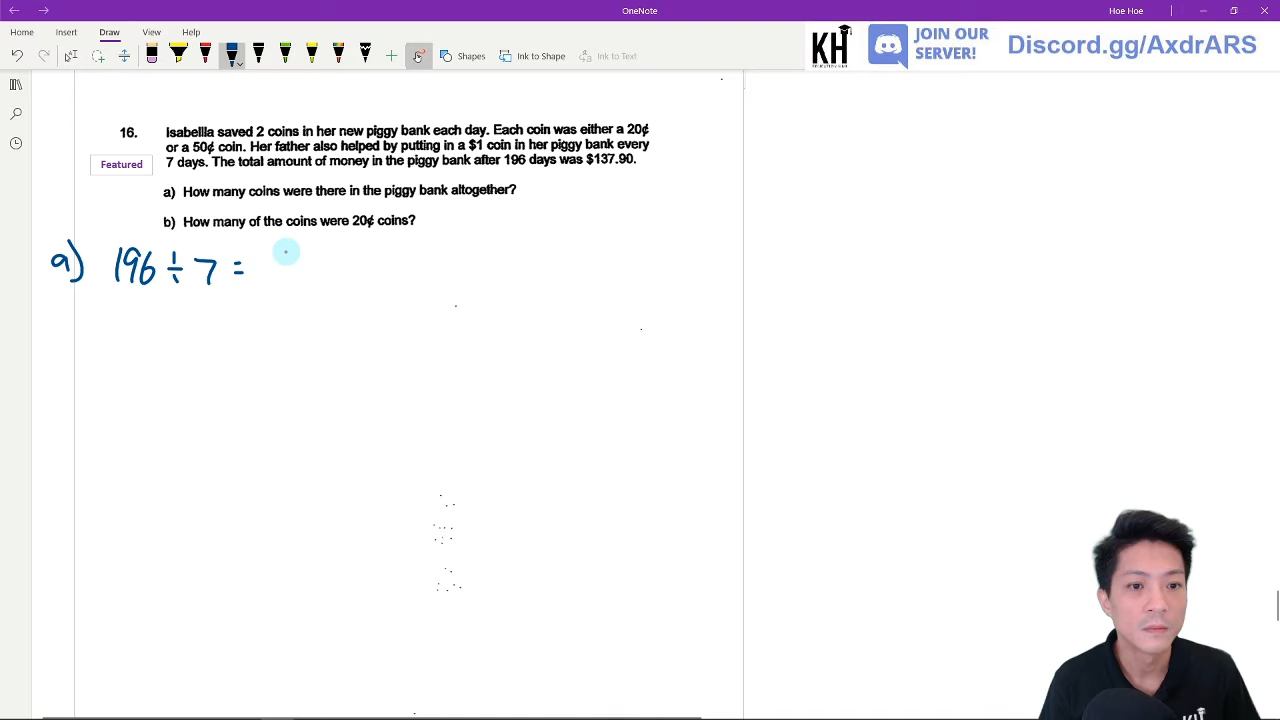 OneNote
Hoe Hoe
Home Insert Draw View Help
Shapes Ink to Shape Ink to Text
KH
JOIN OUR
SERVER!
Discord.gg/AxdrARS
16. Isabellla saved 2 coins in her new piggy bank each day. Each coin was either a 20¢
or a 50¢ coin. Her father also helped by putting in a $1 coin in her piggy bank every
7 days. The total amount of money in the piggy bank after 196 days was $137.90.
Featured
a) How many coins were there in the piggy bank altogether?
b) How many of the coins were 20¢ coins?
a) 196 ÷ 7 =
KH